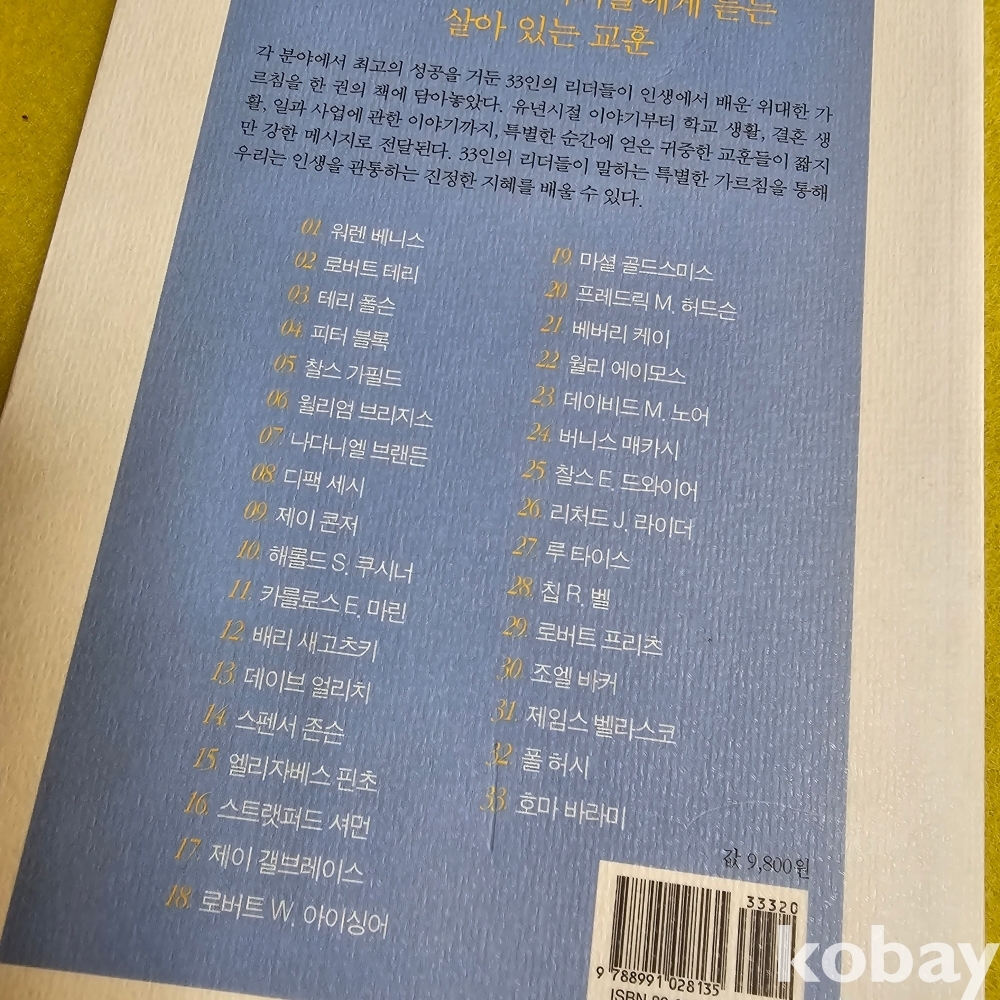 듣는
살아 있는 교훈
각 분야에서 최고의 성공을 거둔 33인의 리더들이 인생에서 배운 위대한 가
르침을 한 권의 책에 담아놓았다. 유년시절 이야기부터 학교 생활, 결혼 생
활, 일과 사업에 관한 이야기까지, 특별한 순간에 얻은 귀중한 교훈들이 짧지
만 강한 메시지로 전달된다. 33인의 리더들이 말하는 특별한 가르침을 통해
우리는 인생을 관통하는 진정한 지혜를 배울 수 있다.
01. 워렌 베니스
02. 로버트 테리
03. 테리 폴슨
04. 피터 블록
05. 찰스 가필드
06. 윌리엄 브리지스
07. 나다니엘 브랜든
08. 디팩 세시
09. 제이 콘저
10. 해롤드 S. 쿠시너
11. 카를로스 E. 마린
12. 배리 새고츠키
13. 데이브 얼리치
14. 스펜서 존슨
15. 엘리자베스 핀초
16. 스트랫퍼드 셔먼
17. 제이 갤브레이스
18. 로버트 W. 아이싱어
19. 마셜 골드스미스
20. 프레드릭 M. 허드슨
21. 베버리 케이
22. 월리 에이모스
23. 데이비드 M. 노어
24. 버니스 매카시
25. 찰스 E. 드와이어
26. 리처드 J. 라이더
27. 루 타이스
28. 칩 R. 벨
29. 로버트 프리츠
30. 조엘 바커
31. 제임스 벨라스코
32. 폴 허시
33. 호마 바라미
값 9,800원
33320
9 788991 028135
ISBN
kobay